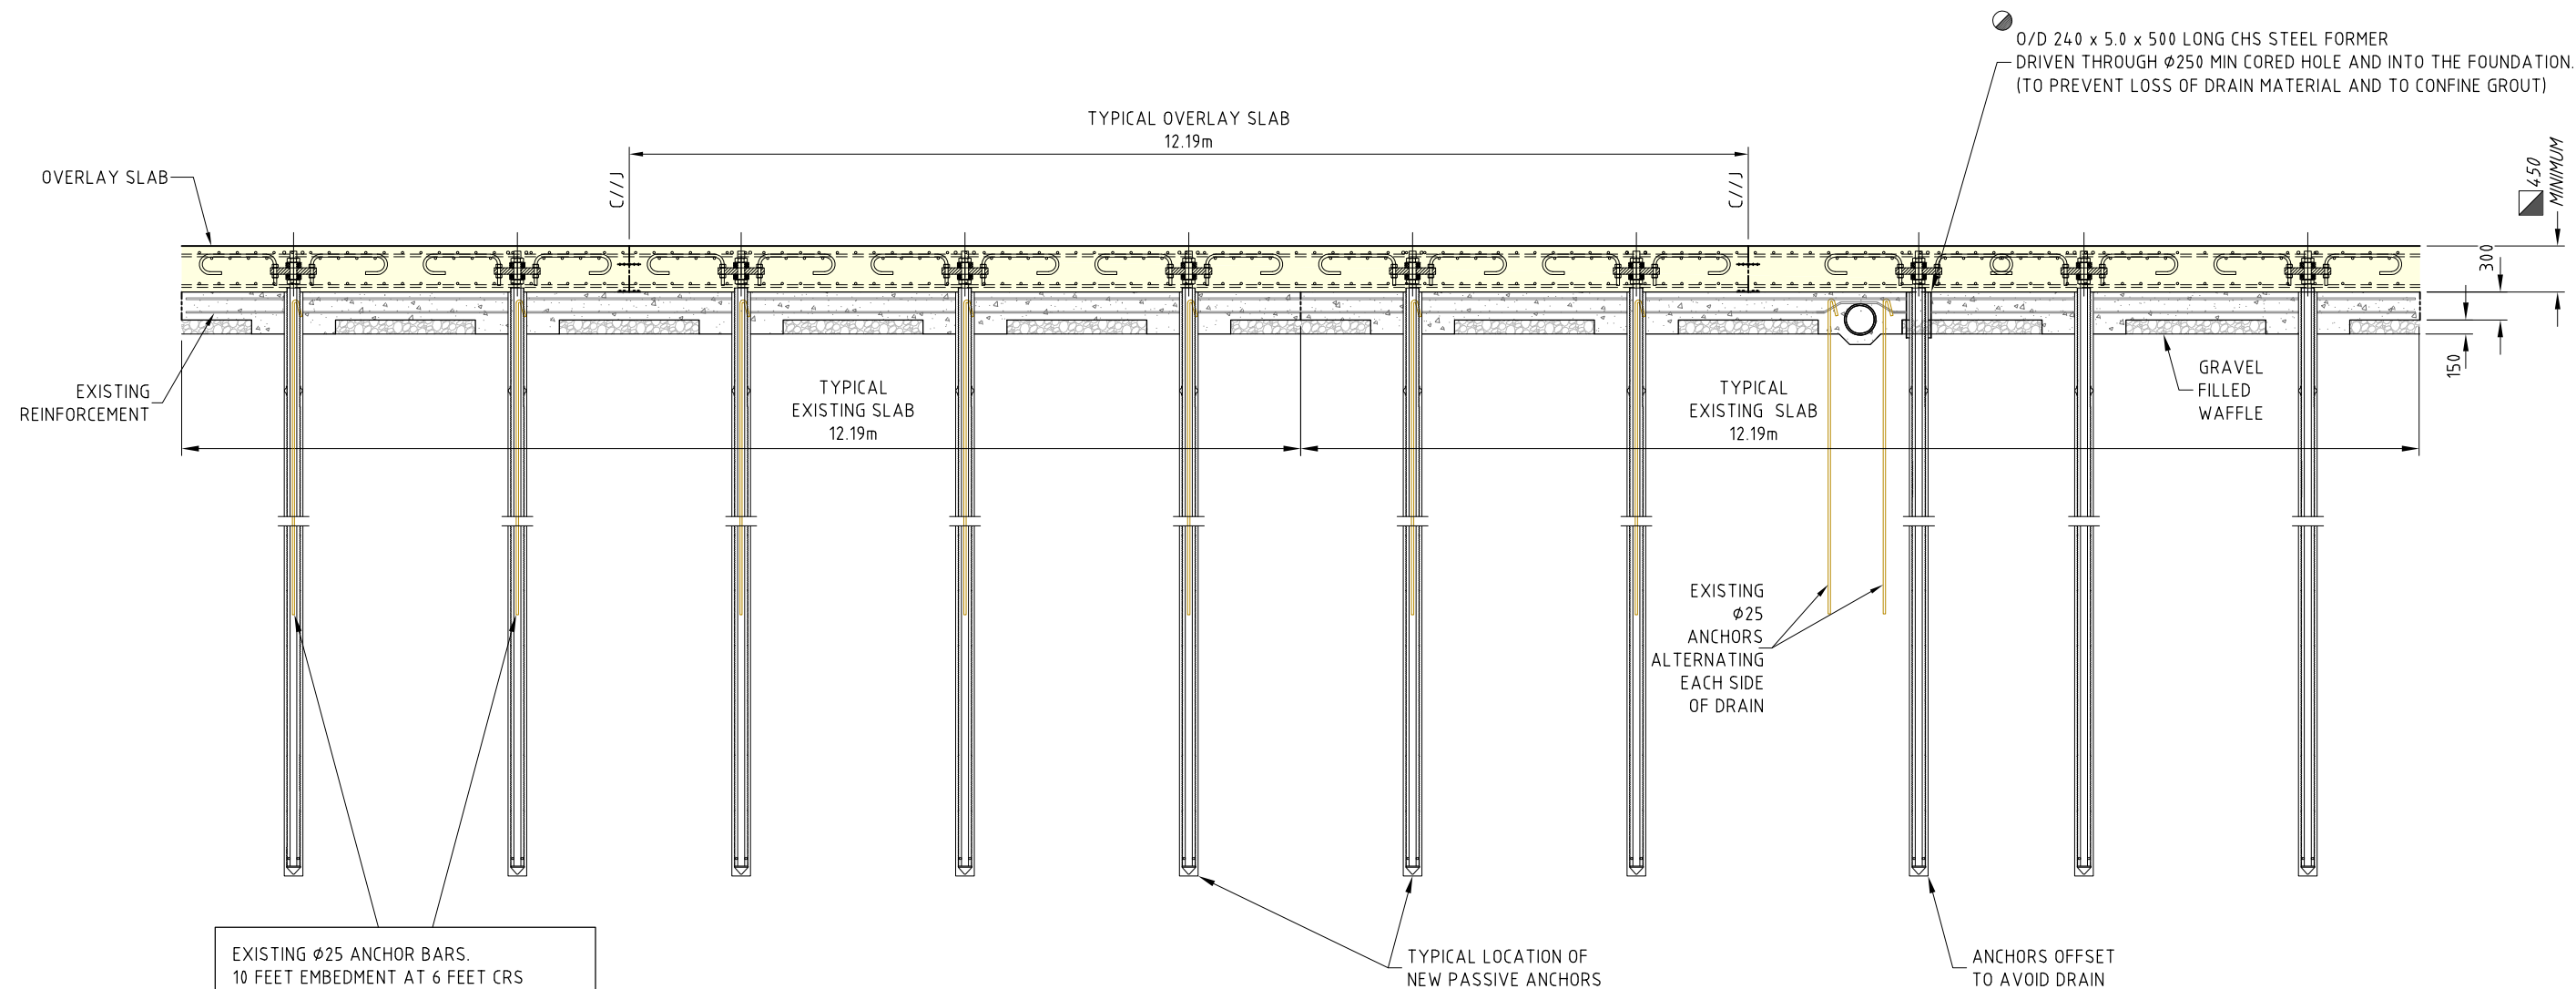 O/D 240 x 5.0 x 500 LONG CHS STEEL FORMER
DRIVEN THROUGH Ø250 MIN CORED HOLE AND INTO THE FOUNDATION.
(TO PREVENT LOSS OF DRAIN MATERIAL AND TO CONFINE GROUT)
TYPICAL OVERLAY SLAB
12.19m
OVERLAY SLAB
C//J
C//J
450
MINIMUM
300
150
EXISTING
REINFORCEMENT
TYPICAL
EXISTING SLAB
12.19m
TYPICAL
EXISTING SLAB
12.19m
GRAVEL
FILLED
WAFFLE
EXISTING
Ø25
ANCHORS
ALTERNATING
EACH SIDE
OF DRAIN
EXISTING Ø25 ANCHOR BARS.
10 FEET EMBEDMENT AT 6 FEET CRS
TYPICAL LOCATION OF
NEW PASSIVE ANCHORS
ANCHORS OFFSET
TO AVOID DRAIN